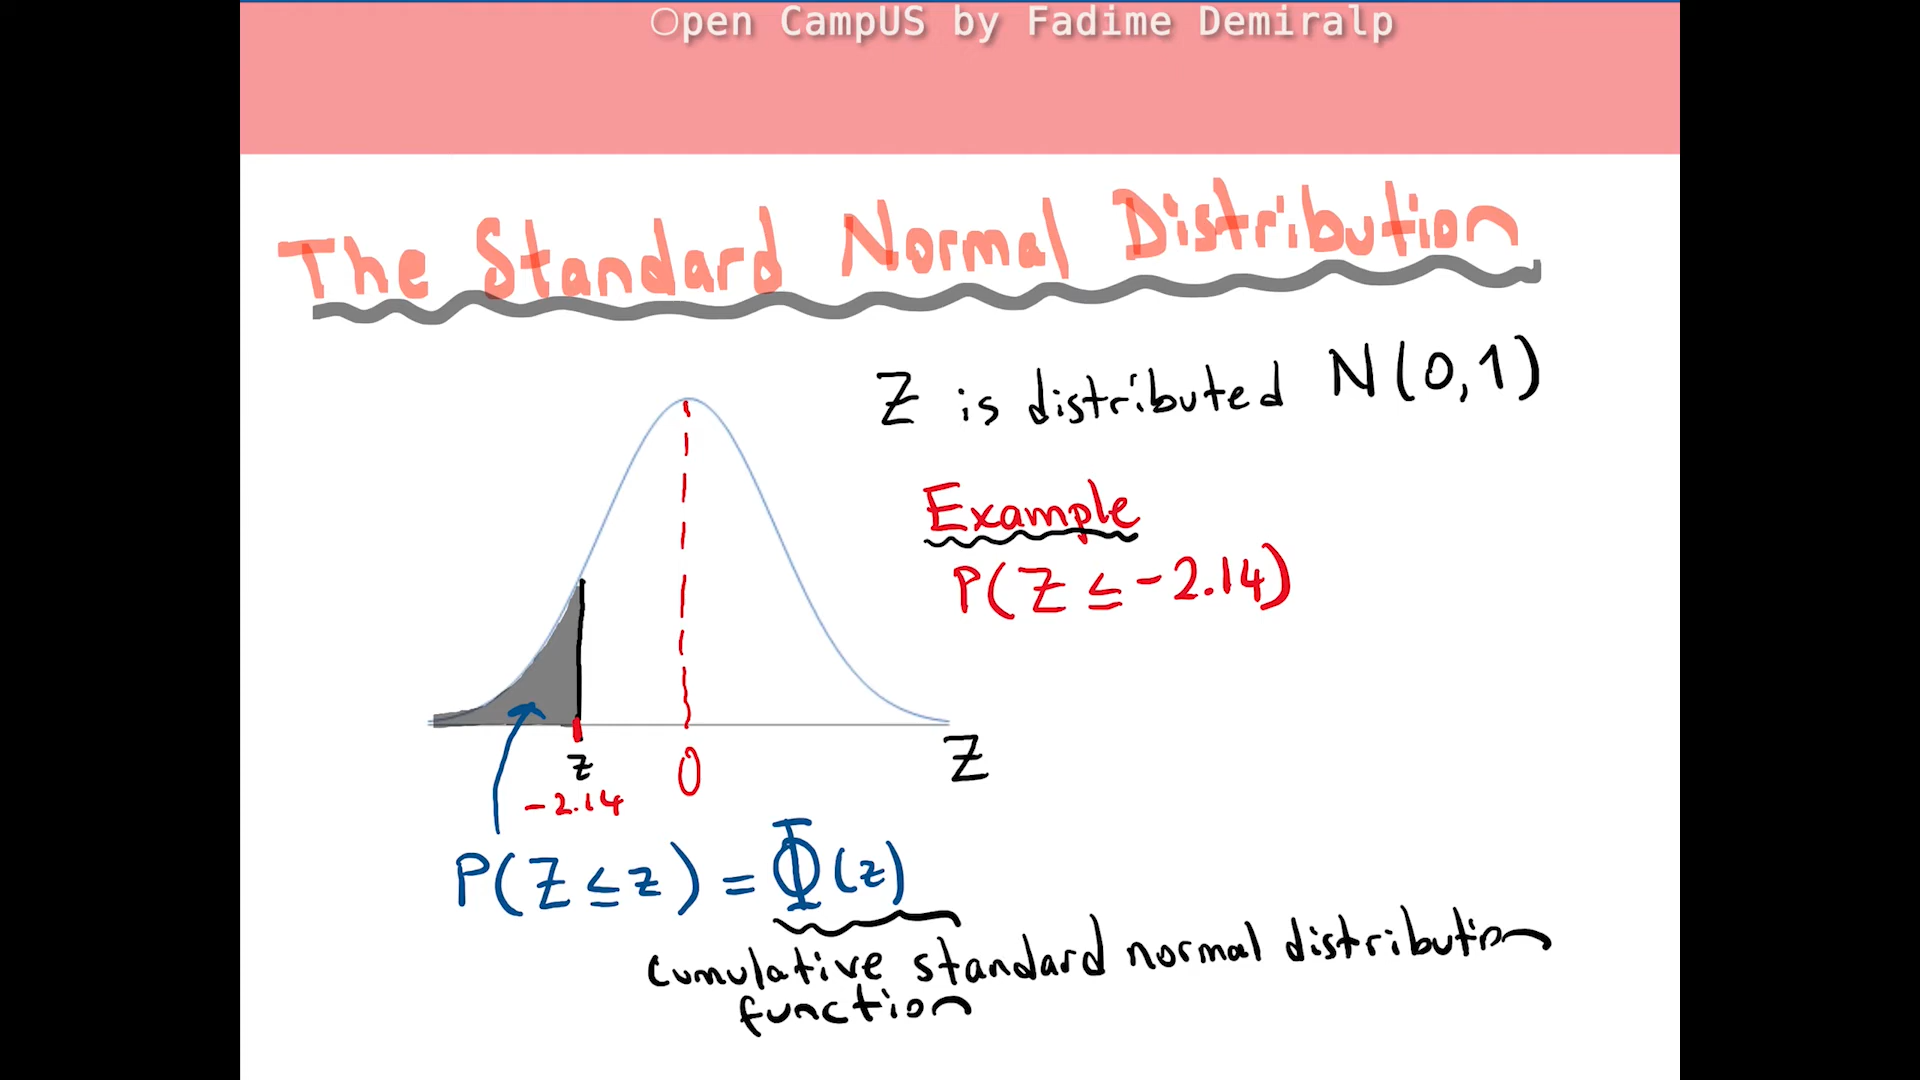 Open CampUS by Fadime Demiralp
The Standard Normal Distribution
Z is distributed N(0,1)
Example
P(Z ≤ -2.14)
z
0
Z
-2.14
P(Z ≤ z) = Φ(z)
cumulative standard normal distribution
function